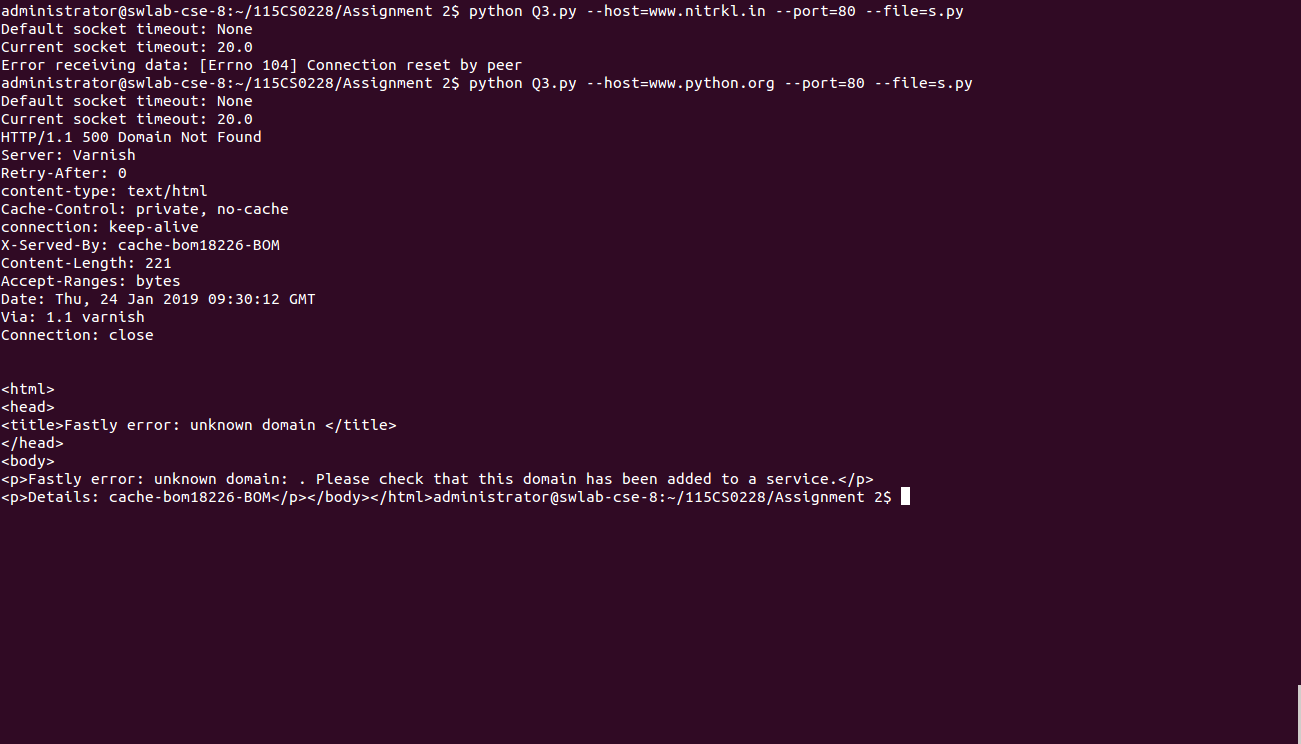 administrator@swlab-cse-8:~/115CS0228/Assignment 2$ python Q3.py --host=www.nitrkl.in --port=80 --file=s.py
Default socket timeout: None
Current socket timeout: 20.0
Error receiving data: [Errno 104] Connection reset by peer
administrator@swlab-cse-8:~/115CS0228/Assignment 2$ python Q3.py --host=www.python.org --port=80 --file=s.py
Default socket timeout: None
Current socket timeout: 20.0
HTTP/1.1 500 Domain Not Found
Server: Varnish
Retry-After: 0
content-type: text/html
Cache-Control: private, no-cache
connection: keep-alive
X-Served-By: cache-bom18226-BOM
Content-Length: 221
Accept-Ranges: bytes
Date: Thu, 24 Jan 2019 09:30:12 GMT
Via: 1.1 varnish
Connection: close
<html>
<head>
<title>Fastly error: unknown domain </title>
</head>
<body>
<p>Fastly error: unknown domain: . Please check that this domain has been added to a service.</p>
<p>Details: cache-bom18226-BOM</p></body></html>administrator@swlab-cse-8:~/115CS0228/Assignment 2$